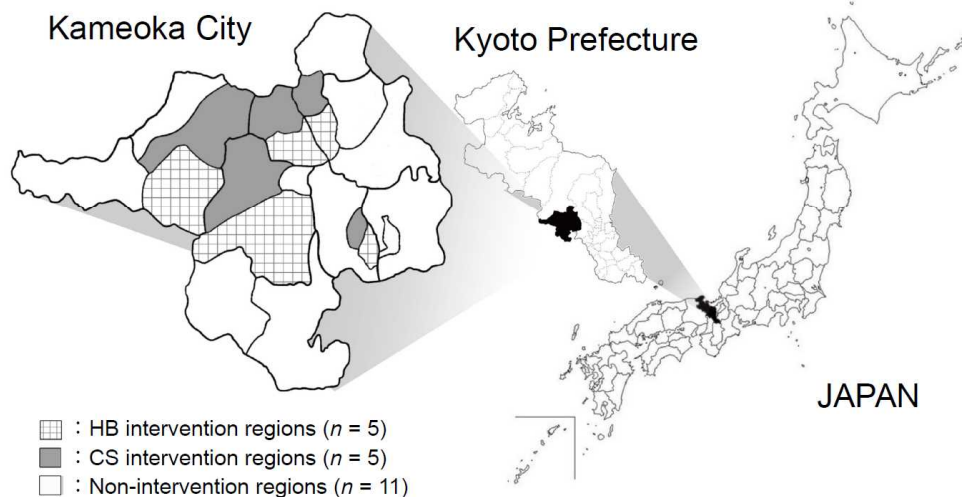 Kameoka City
Kyoto Prefecture
JAPAN
: HB intervention regions (n = 5)
: CS intervention regions (n = 5)
: Non-intervention regions (n = 11)